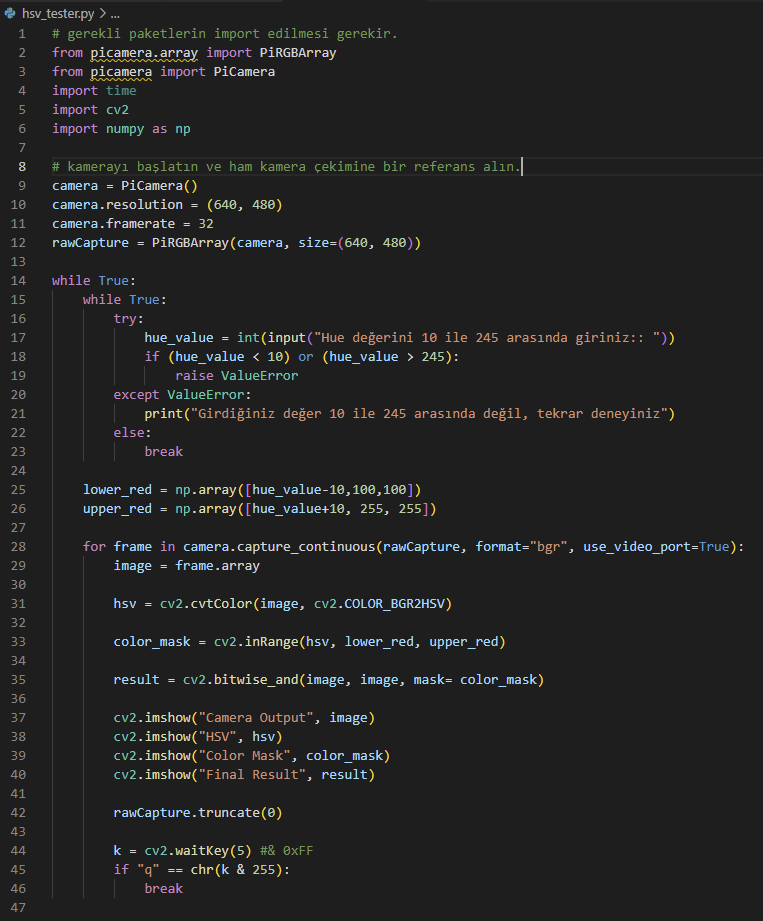 hsv_tester.py > ...
1 # gerekli paketlerin import edilmesi gerekir.
2 from picamera.array import PiRGBArray
3 from picamera import PiCamera
4 import time
5 import cv2
6 import numpy as np
7
8 # kamerayı başlatın ve ham kamera çekimine bir referans alın.
9 camera = PiCamera()
10 camera.resolution = (640, 480)
11 camera.framerate = 32
12 rawCapture = PiRGBArray(camera, size=(640, 480))
13
14 while True:
15     while True:
16         try:
17             hue_value = int(input("Hue değerini 10 ile 245 arasında giriniz:: "))
18             if (hue_value < 10) or (hue_value > 245):
19                 raise ValueError
20         except ValueError:
21             print("Girdiğiniz değer 10 ile 245 arasında değil, tekrar deneyiniz")
22         else:
23             break
24
25     lower_red = np.array([hue_value-10,100,100])
26     upper_red = np.array([hue_value+10, 255, 255])
27
28     for frame in camera.capture_continuous(rawCapture, format="bgr", use_video_port=True):
29         image = frame.array
30
31         hsv = cv2.cvtColor(image, cv2.COLOR_BGR2HSV)
32
33         color_mask = cv2.inRange(hsv, lower_red, upper_red)
34
35         result = cv2.bitwise_and(image, image, mask= color_mask)
36
37         cv2.imshow("Camera Output", image)
38         cv2.imshow("HSV", hsv)
39         cv2.imshow("Color Mask", color_mask)
40         cv2.imshow("Final Result", result)
41
42         rawCapture.truncate(0)
43
44         k = cv2.waitKey(5) #& 0xFF
45         if "q" == chr(k & 255):
46             break
47